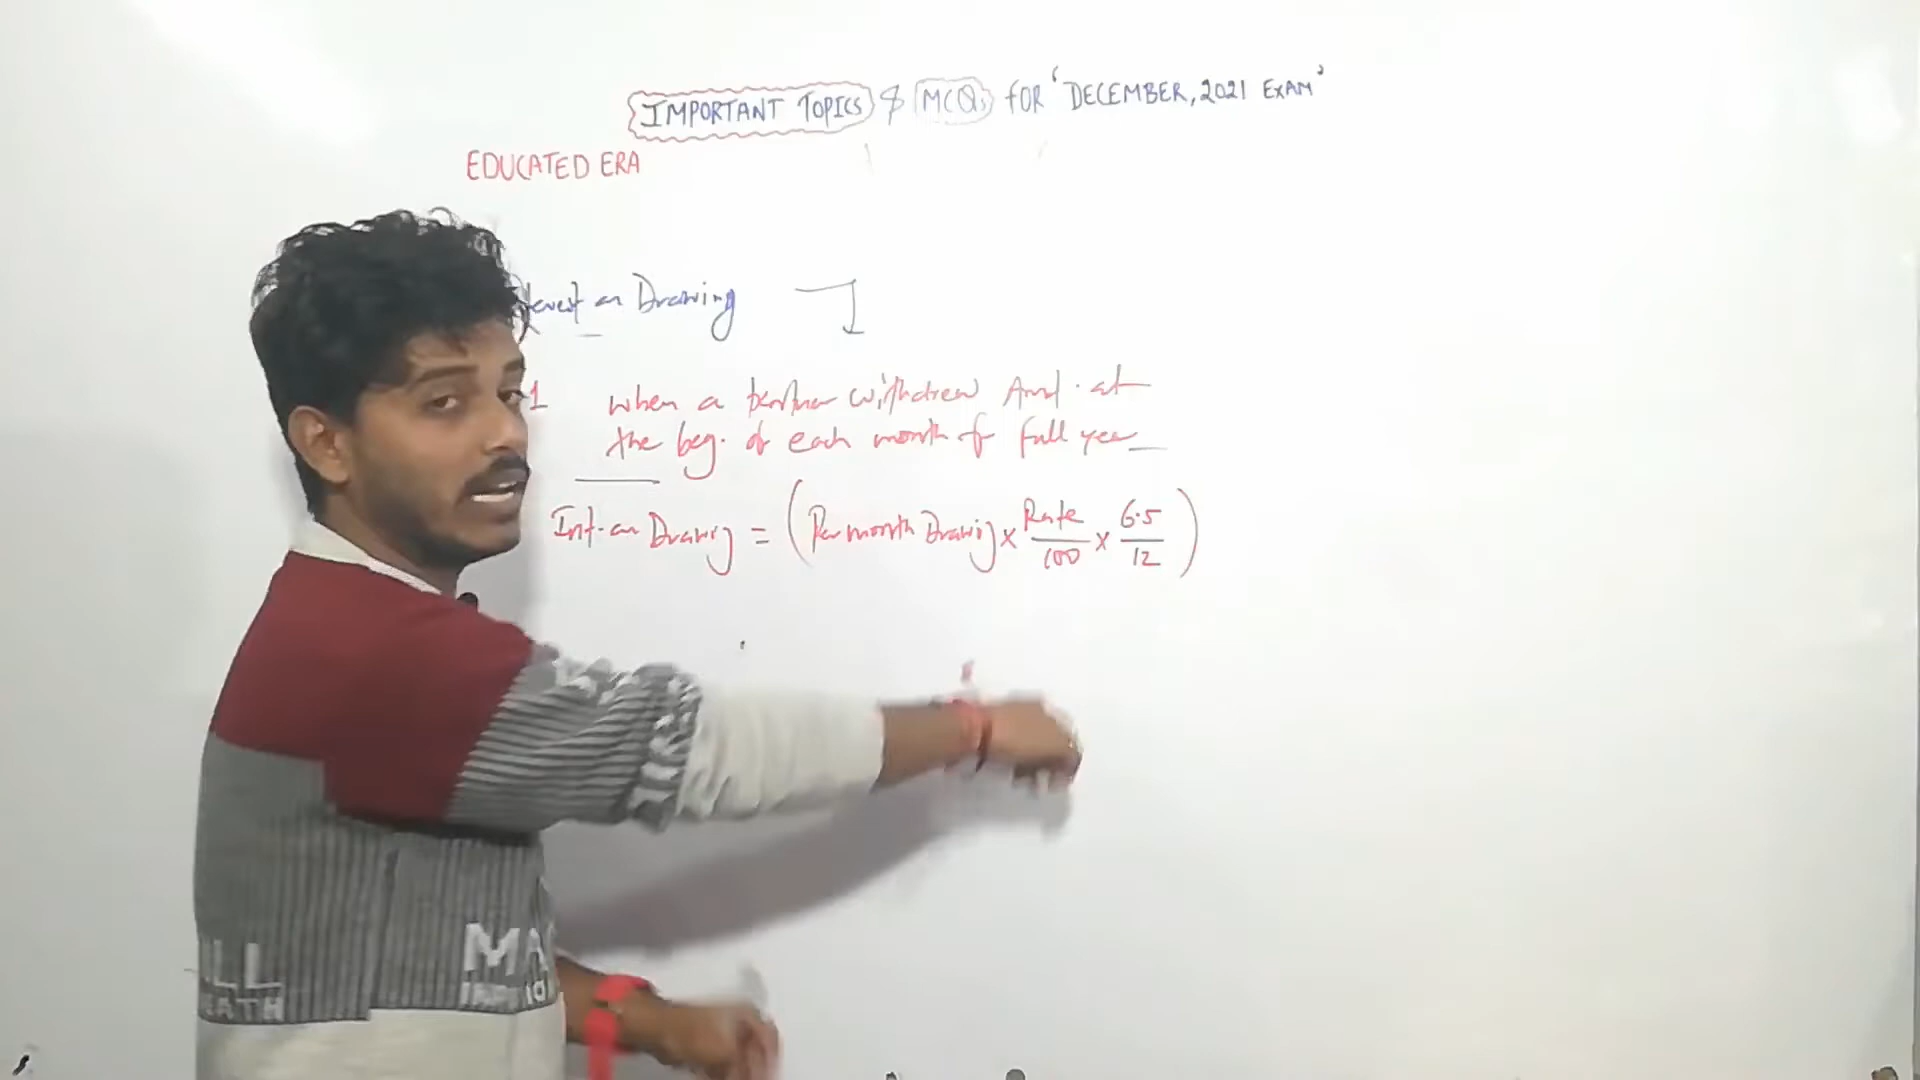 IMPORTANT TOPICS & MCQs FOR 'DECEMBER, 2021 EXAM'
EDUCATED ERA
on Drawing
1 when a partner withdrew Amt. at
the beg. of each month of full year
Int. on Drawing = (Per month Drawing × Rate/100 × 6.5/12)
MA